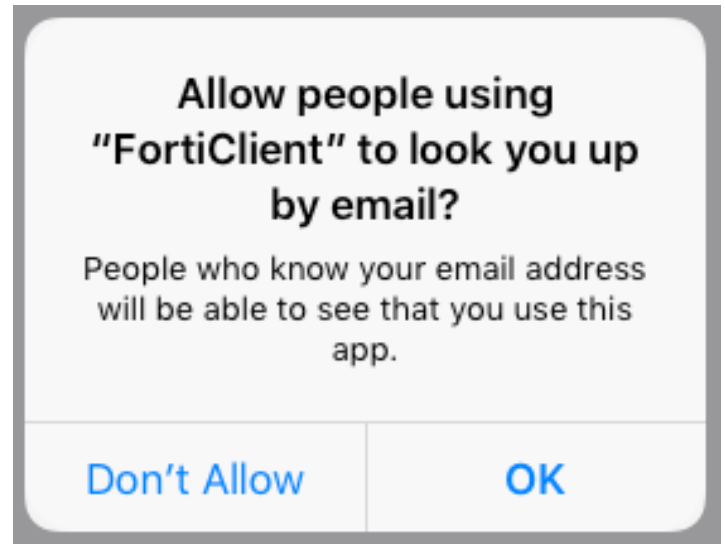 Allow people using
“FortiClient” to look you up
by email?
People who know your email address
will be able to see that you use this
app.
Don’t Allow
OK